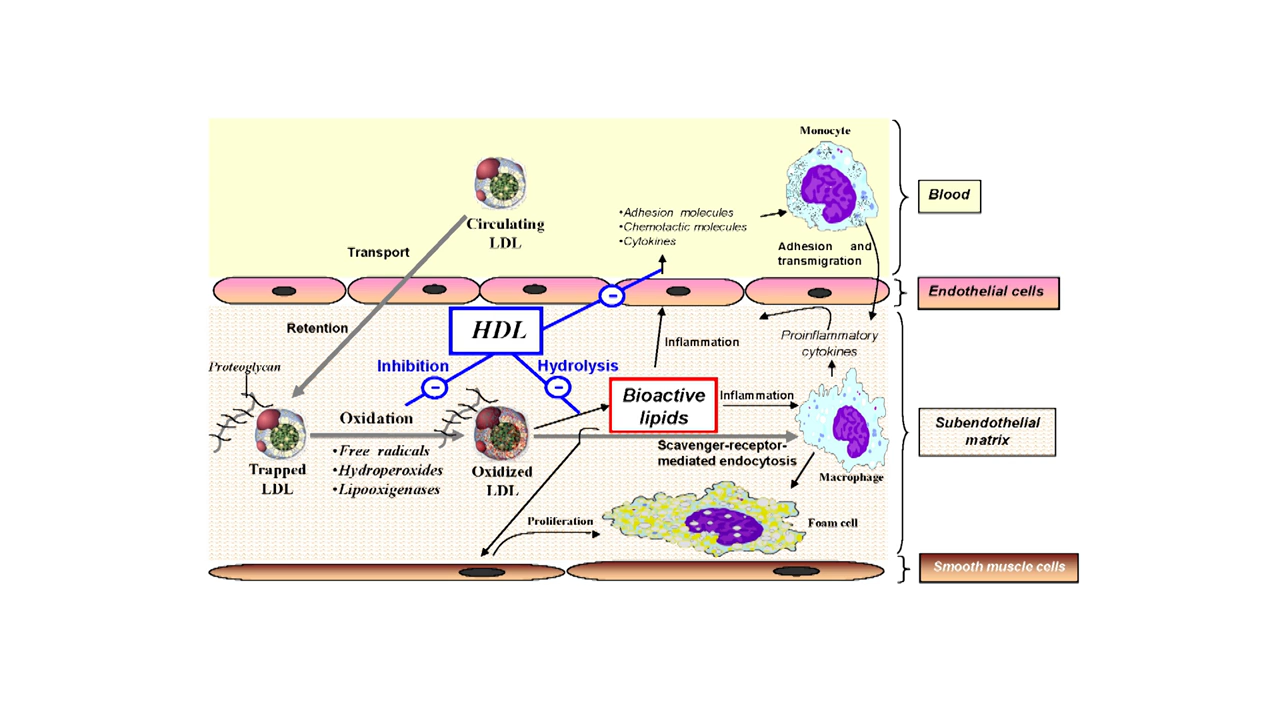 Monocyte
Blood
•Adhesion molecules
•Chemotactic molecules
•Cytokines
Circulating
LDL
Transport
Adhesion and
transmigration
Endothelial cells
Retention
HDL
Inflammation
Proinflammatory
cytokines
Proteoglycan
Inhibition
Hydrolysis
Bioactive
lipids
Inflammation
Oxidation
Subendothelial
matrix
•Free radicals
•Hydroperoxides
•Lipooxigenases
Scavenger-receptor-
mediated endocytosis
Trapped
LDL
Oxidized
LDL
Macrophage
Proliferation
Foam cell
Smooth muscle cells